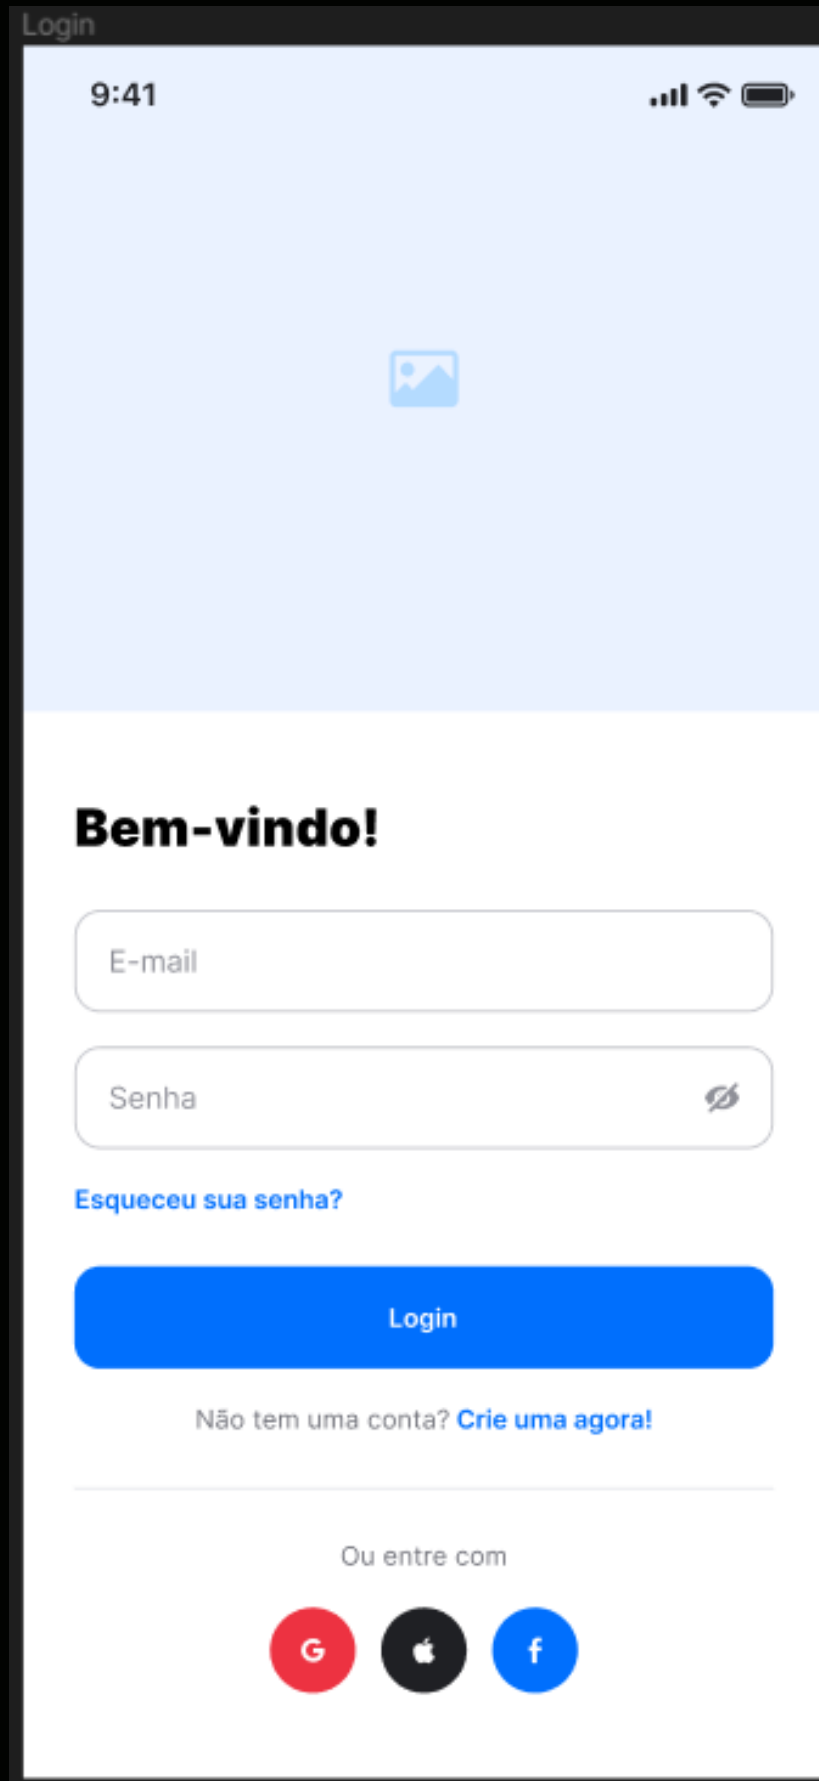 Login
9:41
Bem-vindo!
E-mail
Senha
Esqueceu sua senha?
Login
Não tem uma conta? Crie uma agora!
Ou entre com
G f